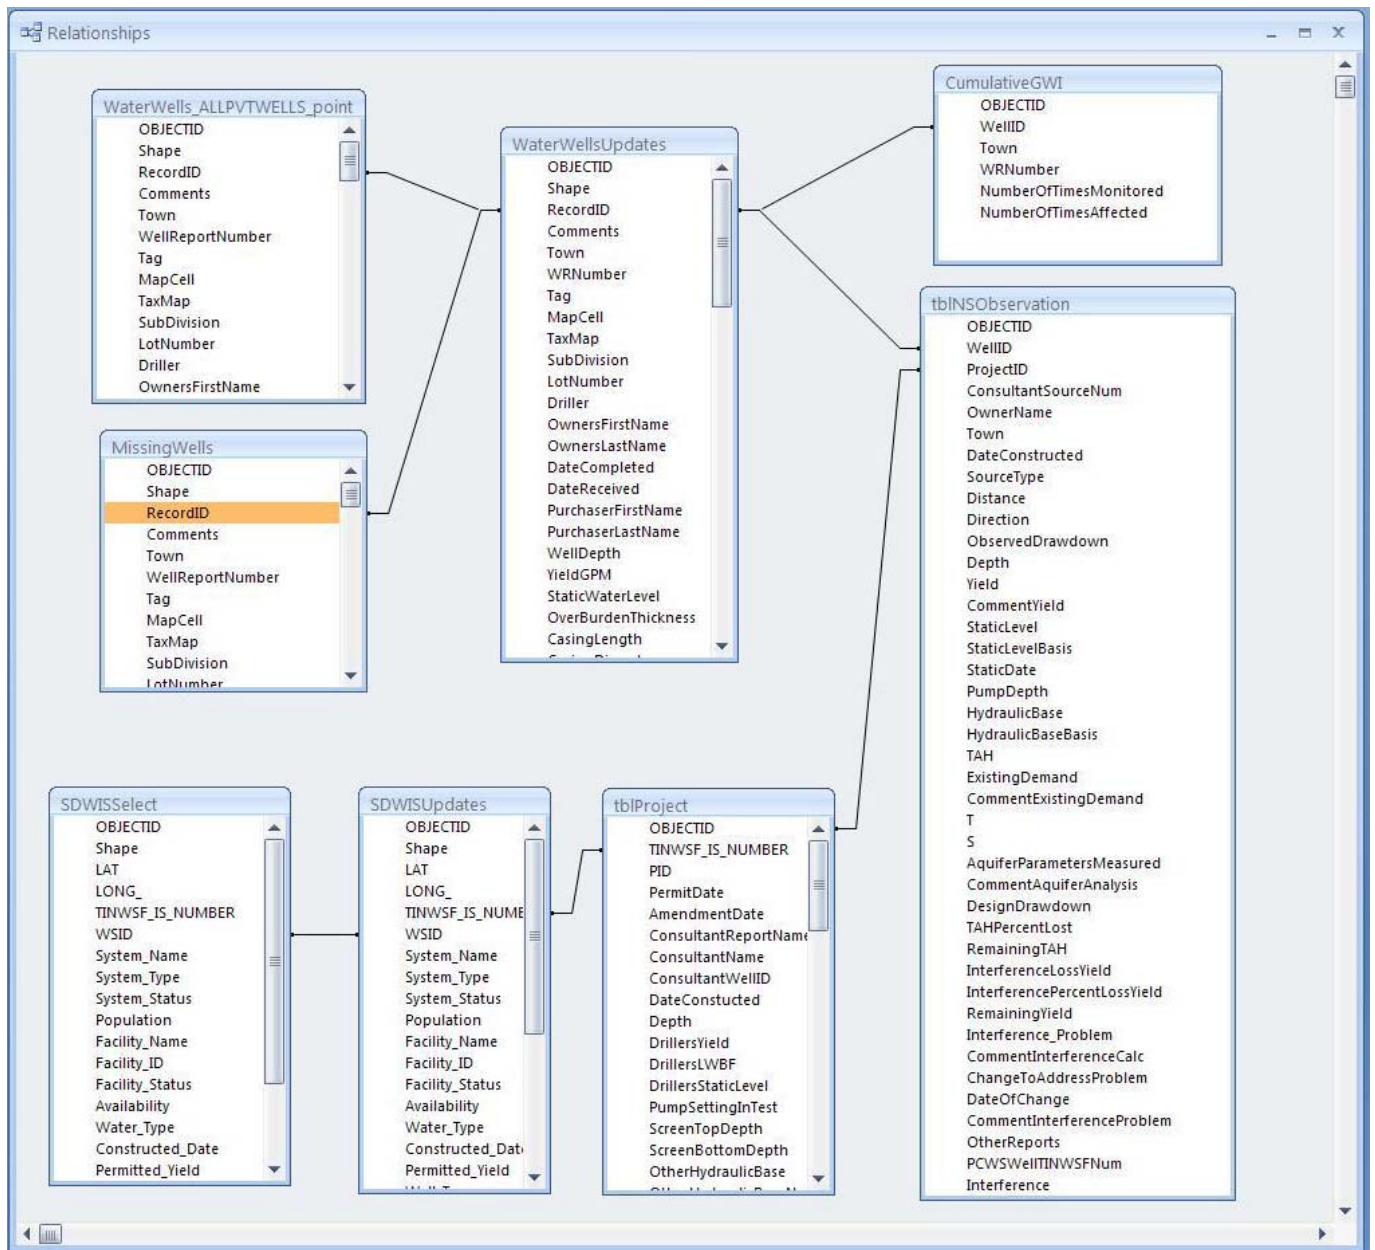 Relationships
WaterWells_ALLPVTWELLS_point
OBJECTID
Shape
RecordID
Comments
Town
WellReportNumber
Tag
MapCell
TaxMap
SubDivision
LotNumber
Driller
OwnersFirstName
MissingWells
OBJECTID
Shape
RecordID
Comments
Town
WellReportNumber
Tag
MapCell
TaxMap
SubDivision
LotNumber
WaterWellsUpdates
OBJECTID
Shape
RecordID
Comments
Town
WRNumber
Tag
MapCell
TaxMap
SubDivision
LotNumber
Driller
OwnersFirstName
OwnersLastName
DateCompleted
DateReceived
PurchaserFirstName
PurchaserLastName
WellDepth
YieldGPM
StaticWaterLevel
OverBurdenThickness
CasingLength
CumulativeGWI
OBJECTID
WellID
Town
WRNumber
NumberOfTimesMonitored
NumberOfTimesAffected
tblNSObservation
OBJECTID
WellID
ProjectID
ConsultantSourceNum
OwnerName
Town
DateConstructed
SourceType
Distance
Direction
ObservedDrawdown
Depth
Yield
CommentYield
StaticLevel
StaticLevelBasis
StaticDate
PumpDepth
HydraulicBase
HydraulicBaseBasis
TAH
ExistingDemand
CommentExistingDemand
T
S
AquiferParametersMeasured
CommentAquiferAnalysis
DesignDrawdown
TAHPercentLost
RemainingTAH
InterferenceLossYield
InterferencePercentLossYield
RemainingYield
Interference_Problem
CommentInterferenceCalc
ChangeToAddressProblem
DateOfChange
CommentInterferenceProblem
OtherReports
PCWSWellTINWSFNum
Interference
SDWISSelect
OBJECTID
Shape
LAT
LONG_
TINWSF_IS_NUMBER
WSID
System_Name
System_Type
System_Status
Population
Facility_Name
Facility_ID
Facility_Status
Availability
Water_Type
Constructed_Date
Permitted_Yield
SDWISUpdates
OBJECTID
Shape
LAT
LONG_
TINWSF_IS_NUME
WSID
System_Name
System_Type
System_Status
Population
Facility_Name
Facility_ID
Facility_Status
Availability
Water_Type
Constructed_Date
Permitted_Yield
tblProject
OBJECTID
TINWSF_IS_NUMBER
PID
PermitDate
AmendmentDate
ConsultantReportName
ConsultantName
ConsultantWellID
DateConstucted
Depth
DrillersYield
DrillersLWBF
DrillersStaticLevel
PumpSettingInTest
ScreenTopDepth
ScreenBottomDepth
OtherHydraulicBase